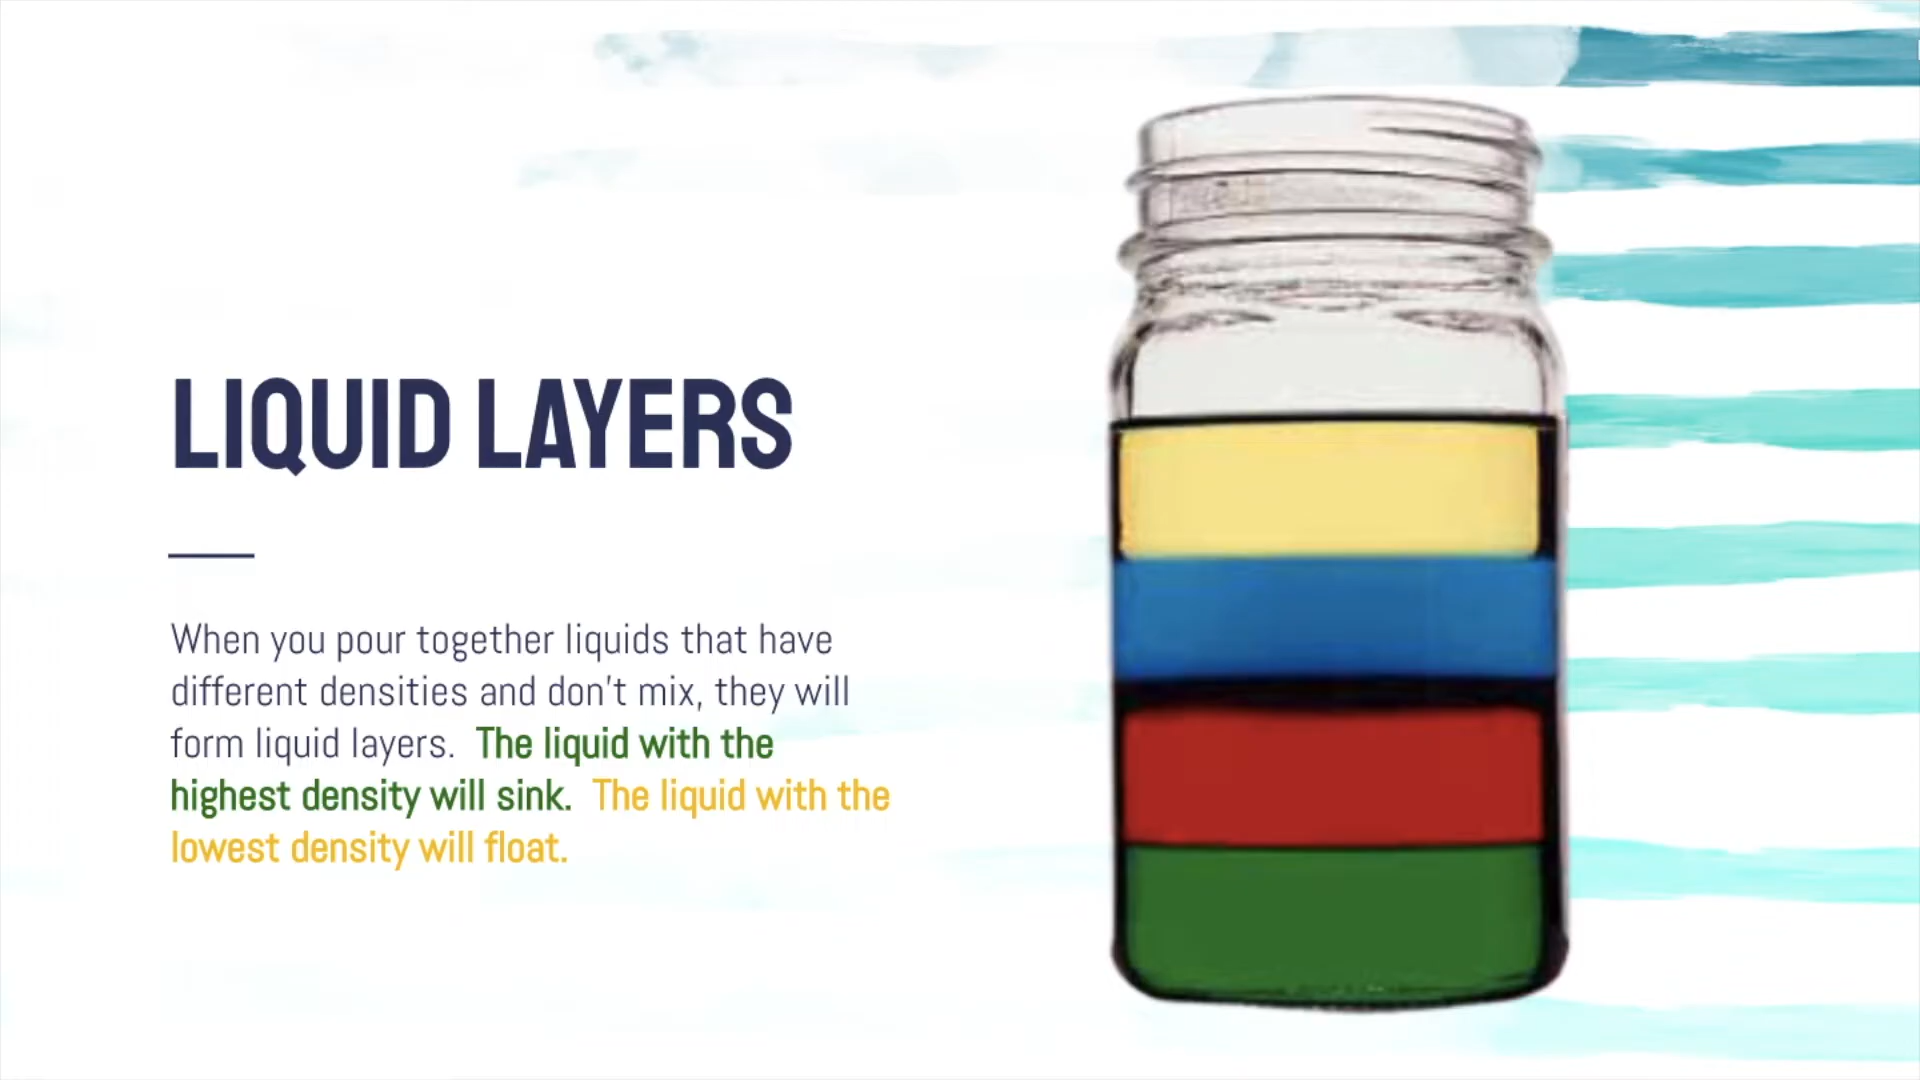 LIQUID LAYERS
When you pour together liquids that have
different densities and don't mix, they will
form liquid layers. The liquid with the
highest density will sink. The liquid with the
lowest density will float.